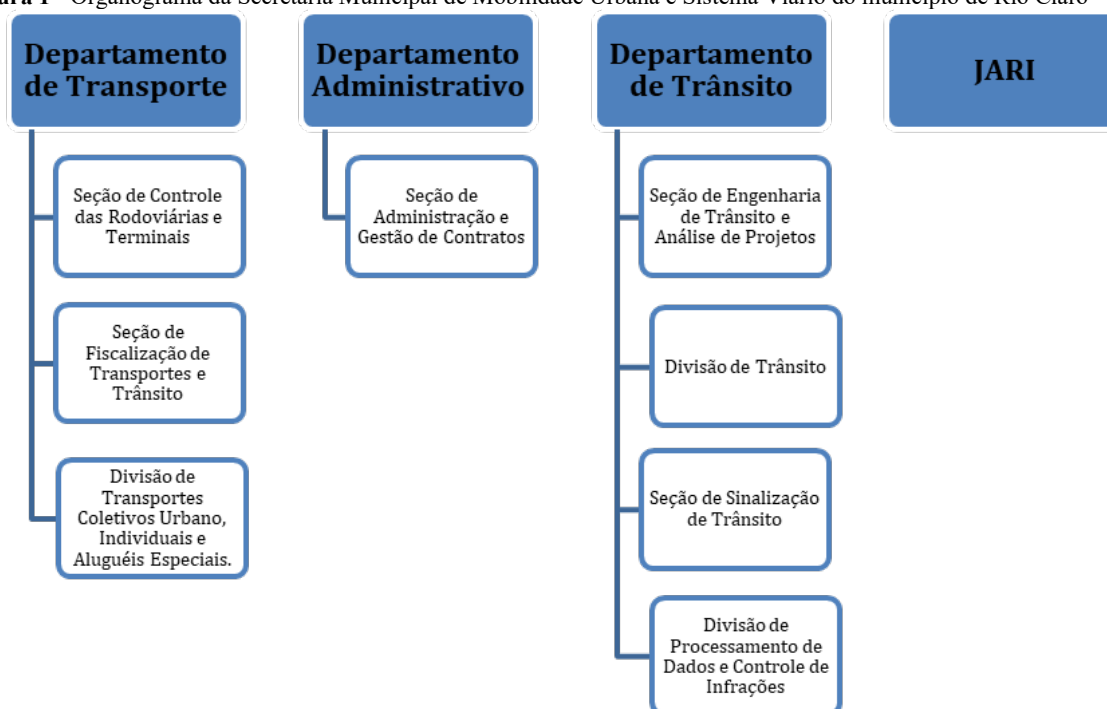 Organograma da Secretaria Municipal de Mobilidade Urbana e Sistema Viário do município de Rio Claro
Departamento
de Transporte
Seção de Controle
das Rodoviárias e
Terminais
Seção de
Fiscalização de
Transportes e
Trânsito
Divisão de
Transportes
Coletivos Urbano,
Individuais e
Aluguéis Especiais.
Departamento
Administrativo
Seção de
Administração e
Gestão de Contratos
Departamento
de Trânsito
Seção de Engenharia
de Trânsito e
Análise de Projetos
Divisão de Trânsito
Seção de Sinalização
de Trânsito
Divisão de
Processamento de
Dados e Controle de
Infrações
JARI